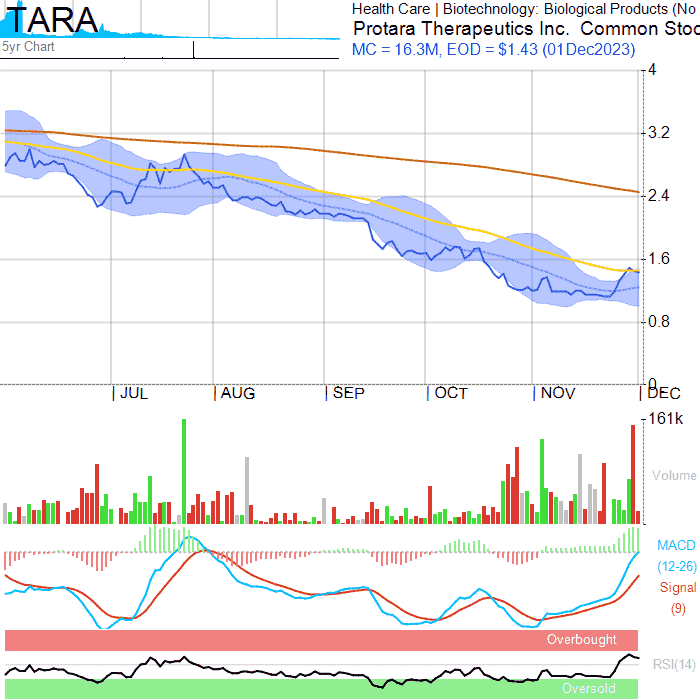 TARA
5yr Chart
Health Care | Biotechnology: Biological Products (No
Protara Therapeutics Inc. Common Stoc
MC = 16.3M, EOD = $1.43 (01Dec2023)
4
3.2
2.4
1.6
0.8
0
JUL
AUG
SEP
OCT
NOV
DEC
161k
Volume
MACD
(12-26)
Signal
(9)
Overbought
RSI(14)
Oversold